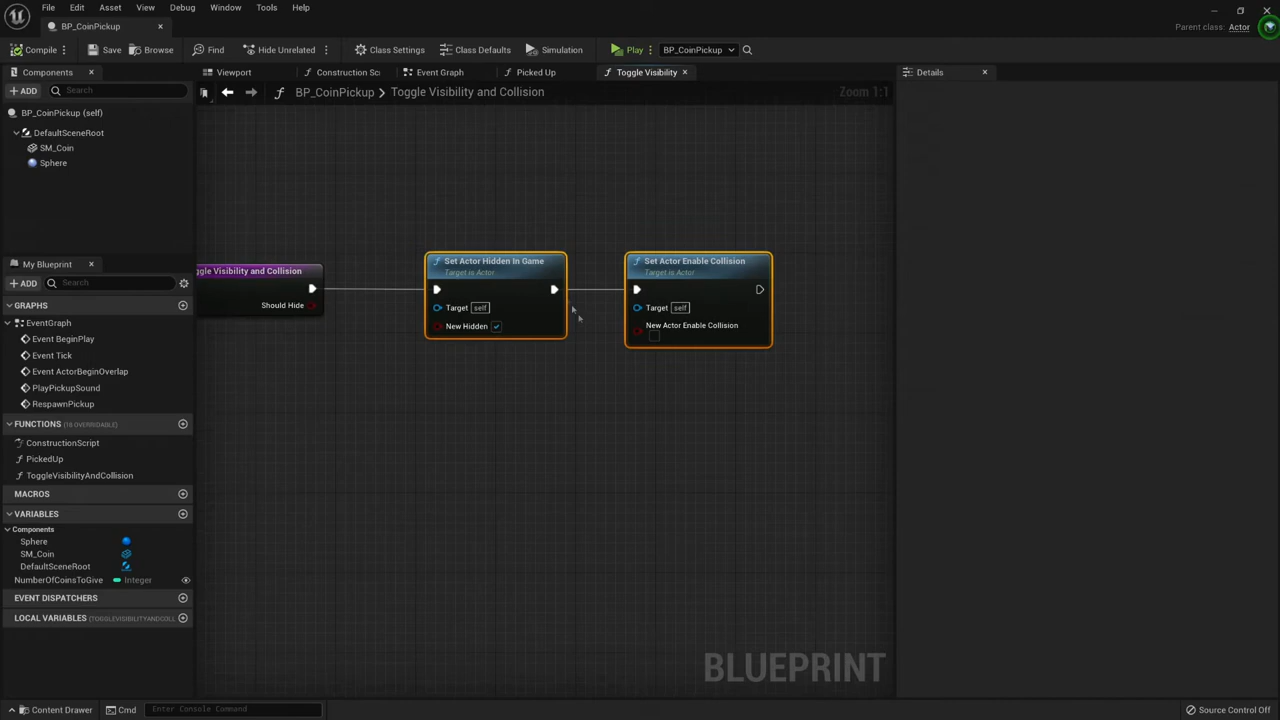 File Edit Asset View Debug Window Tools Help
BP_CoinPickup
Parent class: Actor
Compile Save Browse Find Hide Unrelated Class Settings Class Defaults Simulation Play BP_CoinPickup
Components
Viewport Construction Sc Event Graph Picked Up Toggle Visibility
Details
ADD Search
BP_CoinPickup > Toggle Visibility and Collision
Zoom 1:1
BP_CoinPickup (self)
DefaultSceneRoot
SM_Coin
Sphere
ggle Visibility and Collision
Should Hide
Set Actor Hidden In Game
Target is Actor
Target self
New Hidden
Set Actor Enable Collision
Target is Actor
Target self
New Actor Enable Collision
My Blueprint
ADD Search
GRAPHS
EventGraph
Event BeginPlay
Event Tick
Event ActorBeginOverlap
PlayPickupSound
RespawnPickup
FUNCTIONS (18 OVERRIDABLE)
ConstructionScript
PickedUp
ToggleVisibilityAndCollision
MACROS
VARIABLES
Components
Sphere
SM_Coin
DefaultSceneRoot
NumberOfCoinsToGive Integer
EVENT DISPATCHERS
LOCAL VARIABLES (TOGGLEVISIBILITYANDCOLL
BLUEPRINT
Content Drawer Cmd Enter Console Command
Source Control Off